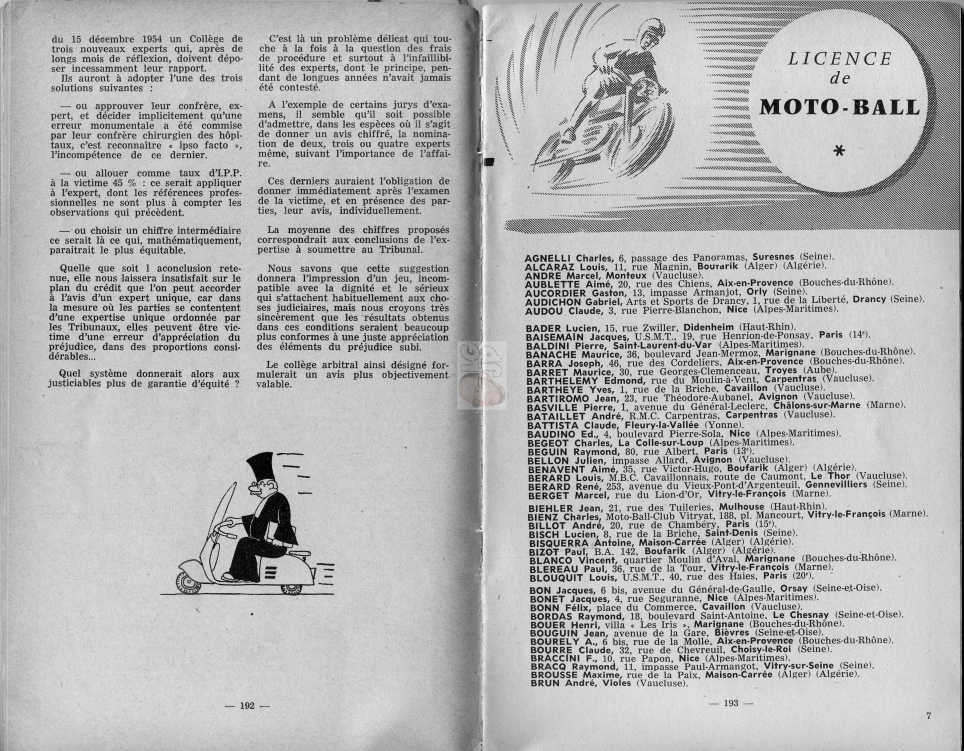 du 15 désembre 1954 un Collège de
trois nouveaux experts qui, après de
longs mois de réflexion, doivent dépo-
ser incessamment leur rapport.
Ils auront à adopter l'une des trois
solutions suivantes :
— ou approuver leur confrère, ex-
pert, et décider implicitement qu'une
erreur monumentale a été commise
par leur confrère chirurgien des hôpi-
taux, c'est reconnaître « ipso facto »,
l'incompétence de ce dernier.
— ou allouer comme taux d'I.P.P.
à la victime 45 % : ce serait appliquer
à l'expert, dont les références profes-
sionnelles ne sont plus à compter les
observations qui précèdent.
— ou choisir un chiffre intermédiaire
ce serait là ce qui, mathématiquement,
paraitrait le plus équitable.
Quelle que soit l aconclusion rete-
nue, elle nous laissera insatisfait sur le
plan du crédit que l'on peut accorder
à l'avis d'un expert unique, car dans
la mesure où les parties se contentent
d'une expertise unique ordonnée par
les Tribunaux, elles peuvent être vic-
time d'une erreur d'appréciation du
préjudice, dans des proportions consi-
dérables...
Quel système donnerait alors aux
justiciables plus de garantie d'équité ?
C'est là un problème délicat qui tou-
che à la fois à la question des frais
de procédure et surtout à l'infaillibi-
lité des experts, dont le principe, pen-
dant de longues années n'avait jamais
été contesté.
A l'exemple de certains jurys d'exa-
mens, il semble qu'il soit possible
d'admettre, dans les espèces où il s'agit
de donner un avis chiffré, la nomina-
tion de deux, trois ou quatre experts
même, suivant l'importance de l'affai-
re.
Ces derniers auraient l'obligation de
donner immédiatement après l'examen
de la victime, et en présence des par-
ties, leur avis, individuellement.
La moyenne des chiffres proposés
correspondrait aux conclusions de l'ex-
pertise à soumettre au Tribunal.
Nous savons que cette suggestion
donnera l'impression d'un jeu, incom-
patible avec la dignité et le sérieux
qui s'attachent habituellement aux cho-
ses judiciaires, mais nous croyons très
sincèrement que les résultats obtenus
dans ces conditions seraient beaucoup
plus conformes à une juste appréciation
des éléments du préjudice subi.
Le collège arbitral ainsi désigné for-
mulerait un avis plus objectivement
valable.
— 192 —
LICENCE
de
MOTO-BALL
*
AGNELLI Charles, 6, passage des Panoramas, Suresnes (Seine).
ALCARAZ Louis, 11, rue Magnin, Boufarik (Alger) (Algérie).
ANDRE Marcel, Monteux (Vaucluse).
AUBLETTE Aimé, 20, rue des Chiens, Aix-en-Provence (Bouches-du-Rhône).
AUCORDIER Gaston, 13, impasse Armanjot, Orly (Seine).
AUDICHON Gabriel, Arts et Sports de Drancy, 1, rue de la Liberté, Drancy (Seine).
AUDOU Claude, 3, rue Pierre-Blanchon, Nice (Alpes-Maritimes).
BADER Lucien, 15, rue Zwiller, Didenheim (Haut-Rhin).
BAISEMAIN Jacques, U.S.M.T., 19, rue Henrion-de-Ponsay, Paris (14e).
BALDINI Pierre, Saint-Laurent-du-Var (Alpes-Maritimes).
BANACHE Maurice, 36, boulevard Jean-Mermoz, Marignane (Bouches-du-Rhône).
BARRA Joseph, 46, rue des Cordeliers, Aix-en-Provence (Bouches-du-Rhône).
BARRET Maurice, 30, rue Georges-Clemenceau, Troyes (Aube).
BARTHELEMY Edmond, rue du Moulin-à-Vent, Carpentras (Vaucluse).
BARTHEYE Yves, 1, rue de la Briche, Cavaillon (Vaucluse).
BARTIROMO Jean, 23, rue Théodore-Aubanel, Avignon (Vaucluse).
BASVILLE Pierre, 1, avenue du Général-Leclerc, Châlons-sur-Marne (Marne).
BATAILLET André, R.M.C. Carpentras, Carpentras (Vaucluse).
BATTISTA Claude, Fleury-la-Vallée (Yonne).
BAUDINO Ed., 4, boulevard Pierre-Sola, Nice (Alpes-Maritimes).
BEGEOT Charles, La Colle-sur-Loup (Alpes-Maritimes).
BEGUIN Raymond, 80, rue Albert, Paris (13e).
BELLON Julien, impasse Allard, Avignon (Vaucluse).
BENAVENT Aimé, 35, rue Victor-Hugo, Boufarik (Alger) (Algérie).
BERARD Louis, M.B.C. Cavaillonnais, route de Caumont, Le Thor (Vaucluse).
BERARD René, 253, avenue du Vieux-Pont-d'Argenteuil, Gennevilliers (Seine).
BERGET Marcel, rue du Lion-d'Or, Vitry-le-François (Marne).
BIEHLER Jean, 21, rue des Tuileries, Mulhouse (Haut-Rhin).
BIENZ Charles, Moto-Ball-Club Vitryat, 188, pl. Mancourt, Vitry-le-François (Marne).
BILLOT André, 20, rue de Chambéry, Paris (15e).
BISCH Lucien, 8, rue de la Briche, Saint-Denis (Seine).
BISQUERRA Antoine, Maison-Carrée (Alger) (Algérie).
BIZOT Paul, B.A. 142, Boufarik (Alger) (Algérie).
BLANCO Vincent, quartier Moulin d'Aval, Marignane (Bouches-du-Rhône).
BLEREAU Paul, 36, rue de la Tour, Vitry-le-François (Marne).
BLOUQUIT Louis, U.S.M.T., 40, rue des Haies, Paris (20e).
BON Jacques, 6 bis, avenue du Général-de-Gaulle, Orsay (Seine-et-Oise).
BONET Jacques, 4, rue Seguranne, Nice (Alpes-Maritimes).
BONN Félix, place du Commerce, Cavaillon (Vaucluse).
BORDAS Raymond, 18, boulevard Saint-Antoine, Le Chesnay (Seine-et-Oise).
BOUER Henri, villa « Les Iris », Marignane (Bouches-du-Rhône).
BOUGUIN Jean, avenue de la Gare, Bièvres (Seine-et-Oise).
BOURELY A., 6 bis, rue de la Molle, Aix-en-Provence (Bouches-du-Rhône).
BOURRE Claude, 32, rue de Chevreuil, Choisy-le-Roi (Seine).
BRACCINI F., 10, rue Papon, Nice (Alpes-Maritimes).
BRACQ Raymond, 11, impasse Paul-Armangot, Vitry-sur-Seine (Seine).
BROUSSE Maxime, rue de la Paix, Maison-Carrée (Alger) (Algérie).
BRUN André, Violes (Vaucluse).
— 193 —
7